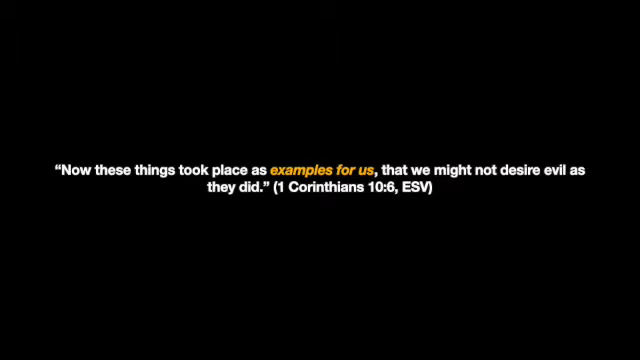 “Now these things took place as examples for us, that we might not desire evil as
they did.” (1 Corinthians 10:6, ESV)